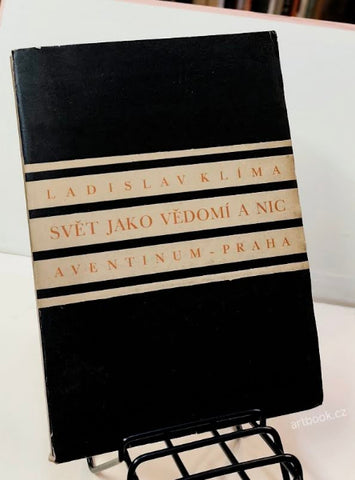 LADISLAV KLÍMA
SVĚT JAKO VĚDOMÍ A NIC
AVENTINUM - PRAHA
artbook.cz